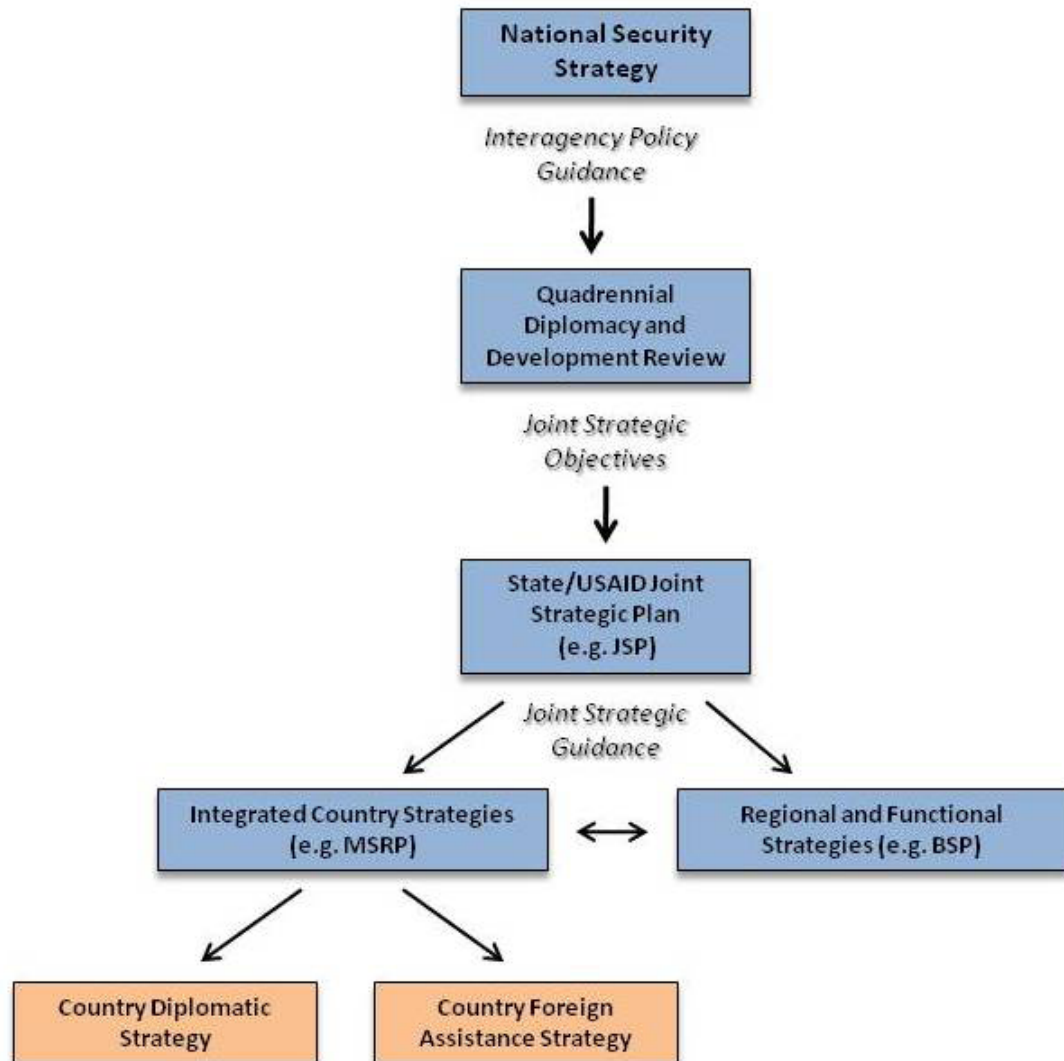 National Security
Strategy
Interagency Policy
Guidance
Quadrennial
Diplomacy and
Development Review
Joint Strategic
Objectives
State/USAID Joint
Strategic Plan
(e.g. JSP)
Joint Strategic
Guidance
Integrated Country Strategies
(e.g. MSRP)
Regional and Functional
Strategies (e.g. BSP)
Country Diplomatic
Strategy
Country Foreign
Assistance Strategy